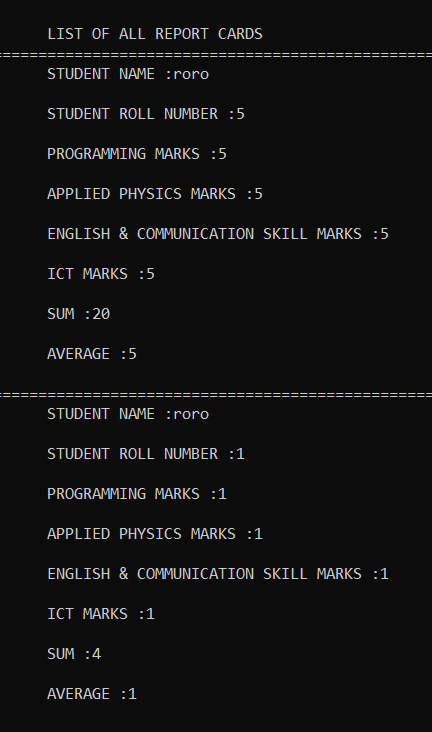 LIST OF ALL REPORT CARDS
================================================
STUDENT NAME :roro
STUDENT ROLL NUMBER :5
PROGRAMMING MARKS :5
APPLIED PHYSICS MARKS :5
ENGLISH & COMMUNICATION SKILL MARKS :5
ICT MARKS :5
SUM :20
AVERAGE :5
================================================
STUDENT NAME :roro
STUDENT ROLL NUMBER :1
PROGRAMMING MARKS :1
APPLIED PHYSICS MARKS :1
ENGLISH & COMMUNICATION SKILL MARKS :1
ICT MARKS :1
SUM :4
AVERAGE :1